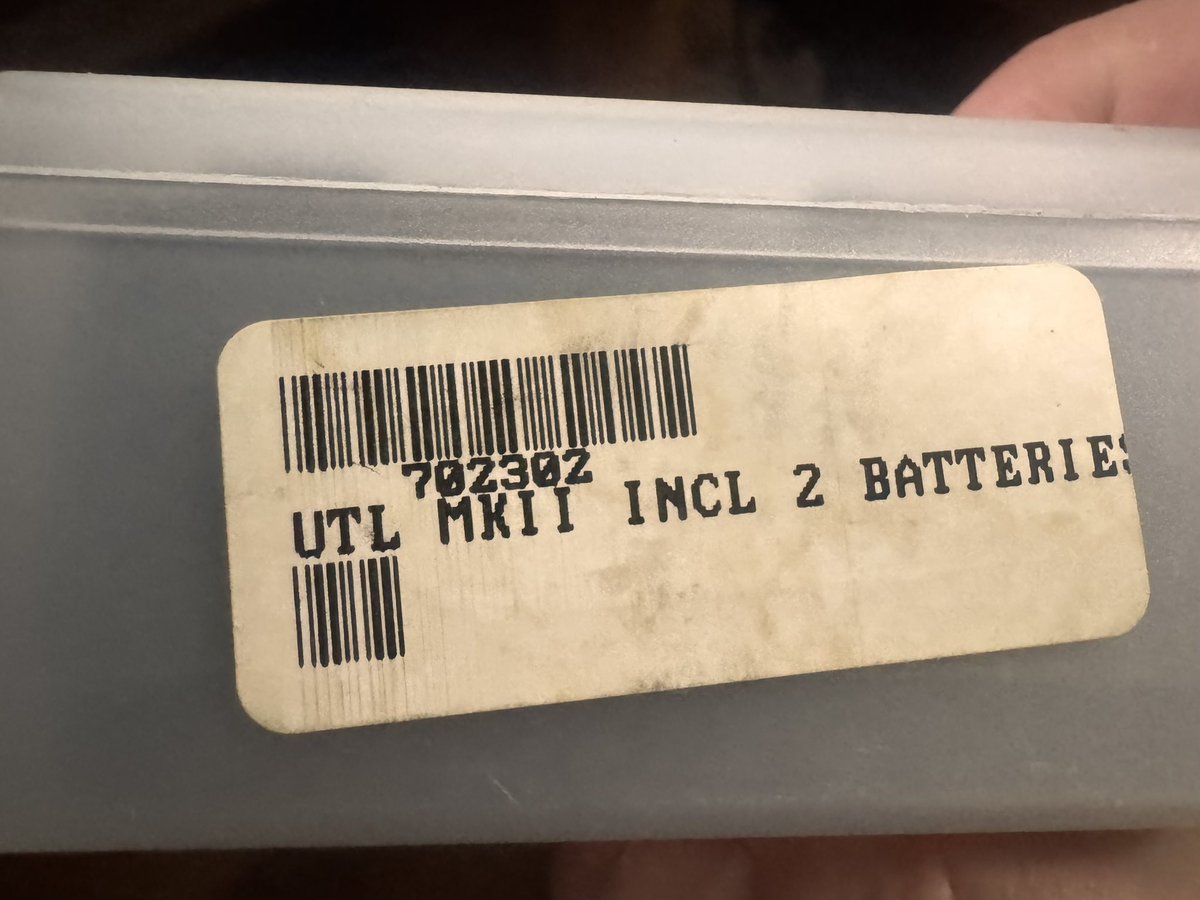 702302
UTL MKII INCL 2 BATTERIES